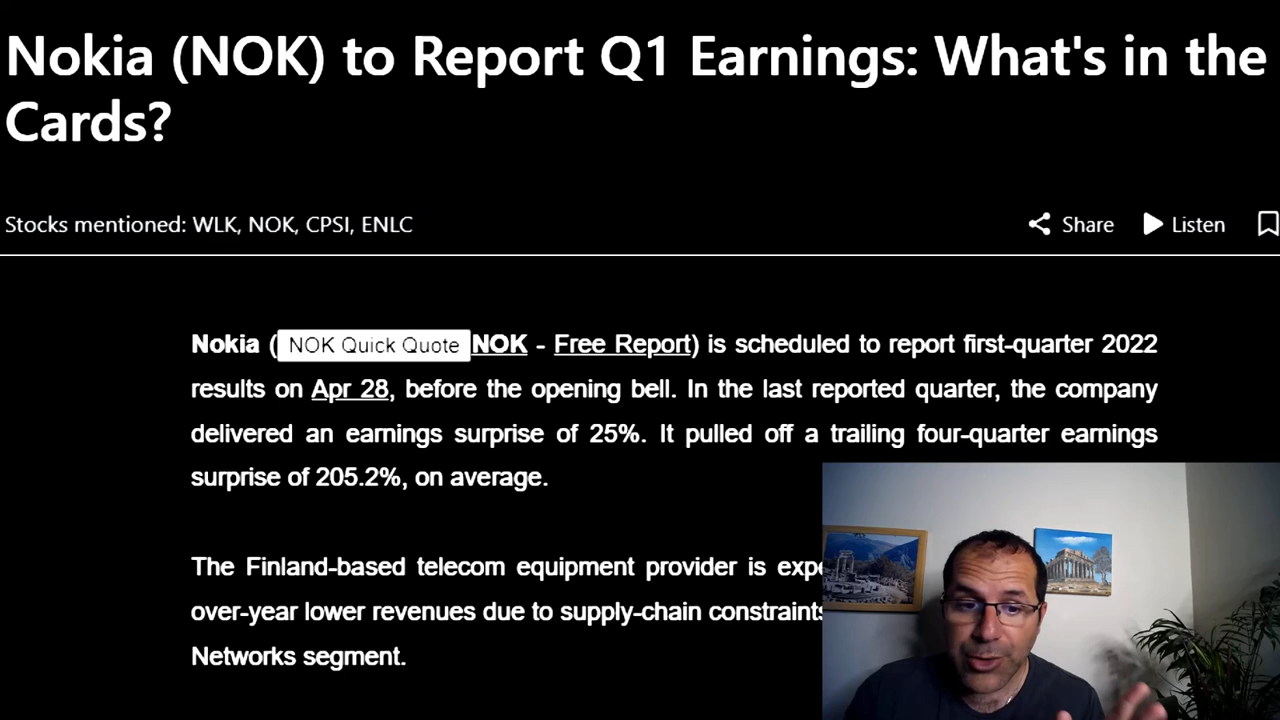 Nokia (NOK) to Report Q1 Earnings: What's in the
Cards?
Stocks mentioned: WLK, NOK, CPSI, ENLC
Share
Listen
Nokia (NOK Quick QuoteNOK - Free Report) is scheduled to report first-quarter 2022
results on Apr 28, before the opening bell. In the last reported quarter, the company
delivered an earnings surprise of 25%. It pulled off a trailing four-quarter earnings
surprise of 205.2%, on average.
The Finland-based telecom equipment provider is
over-year lower revenues due to supply-chain
Networks segment.